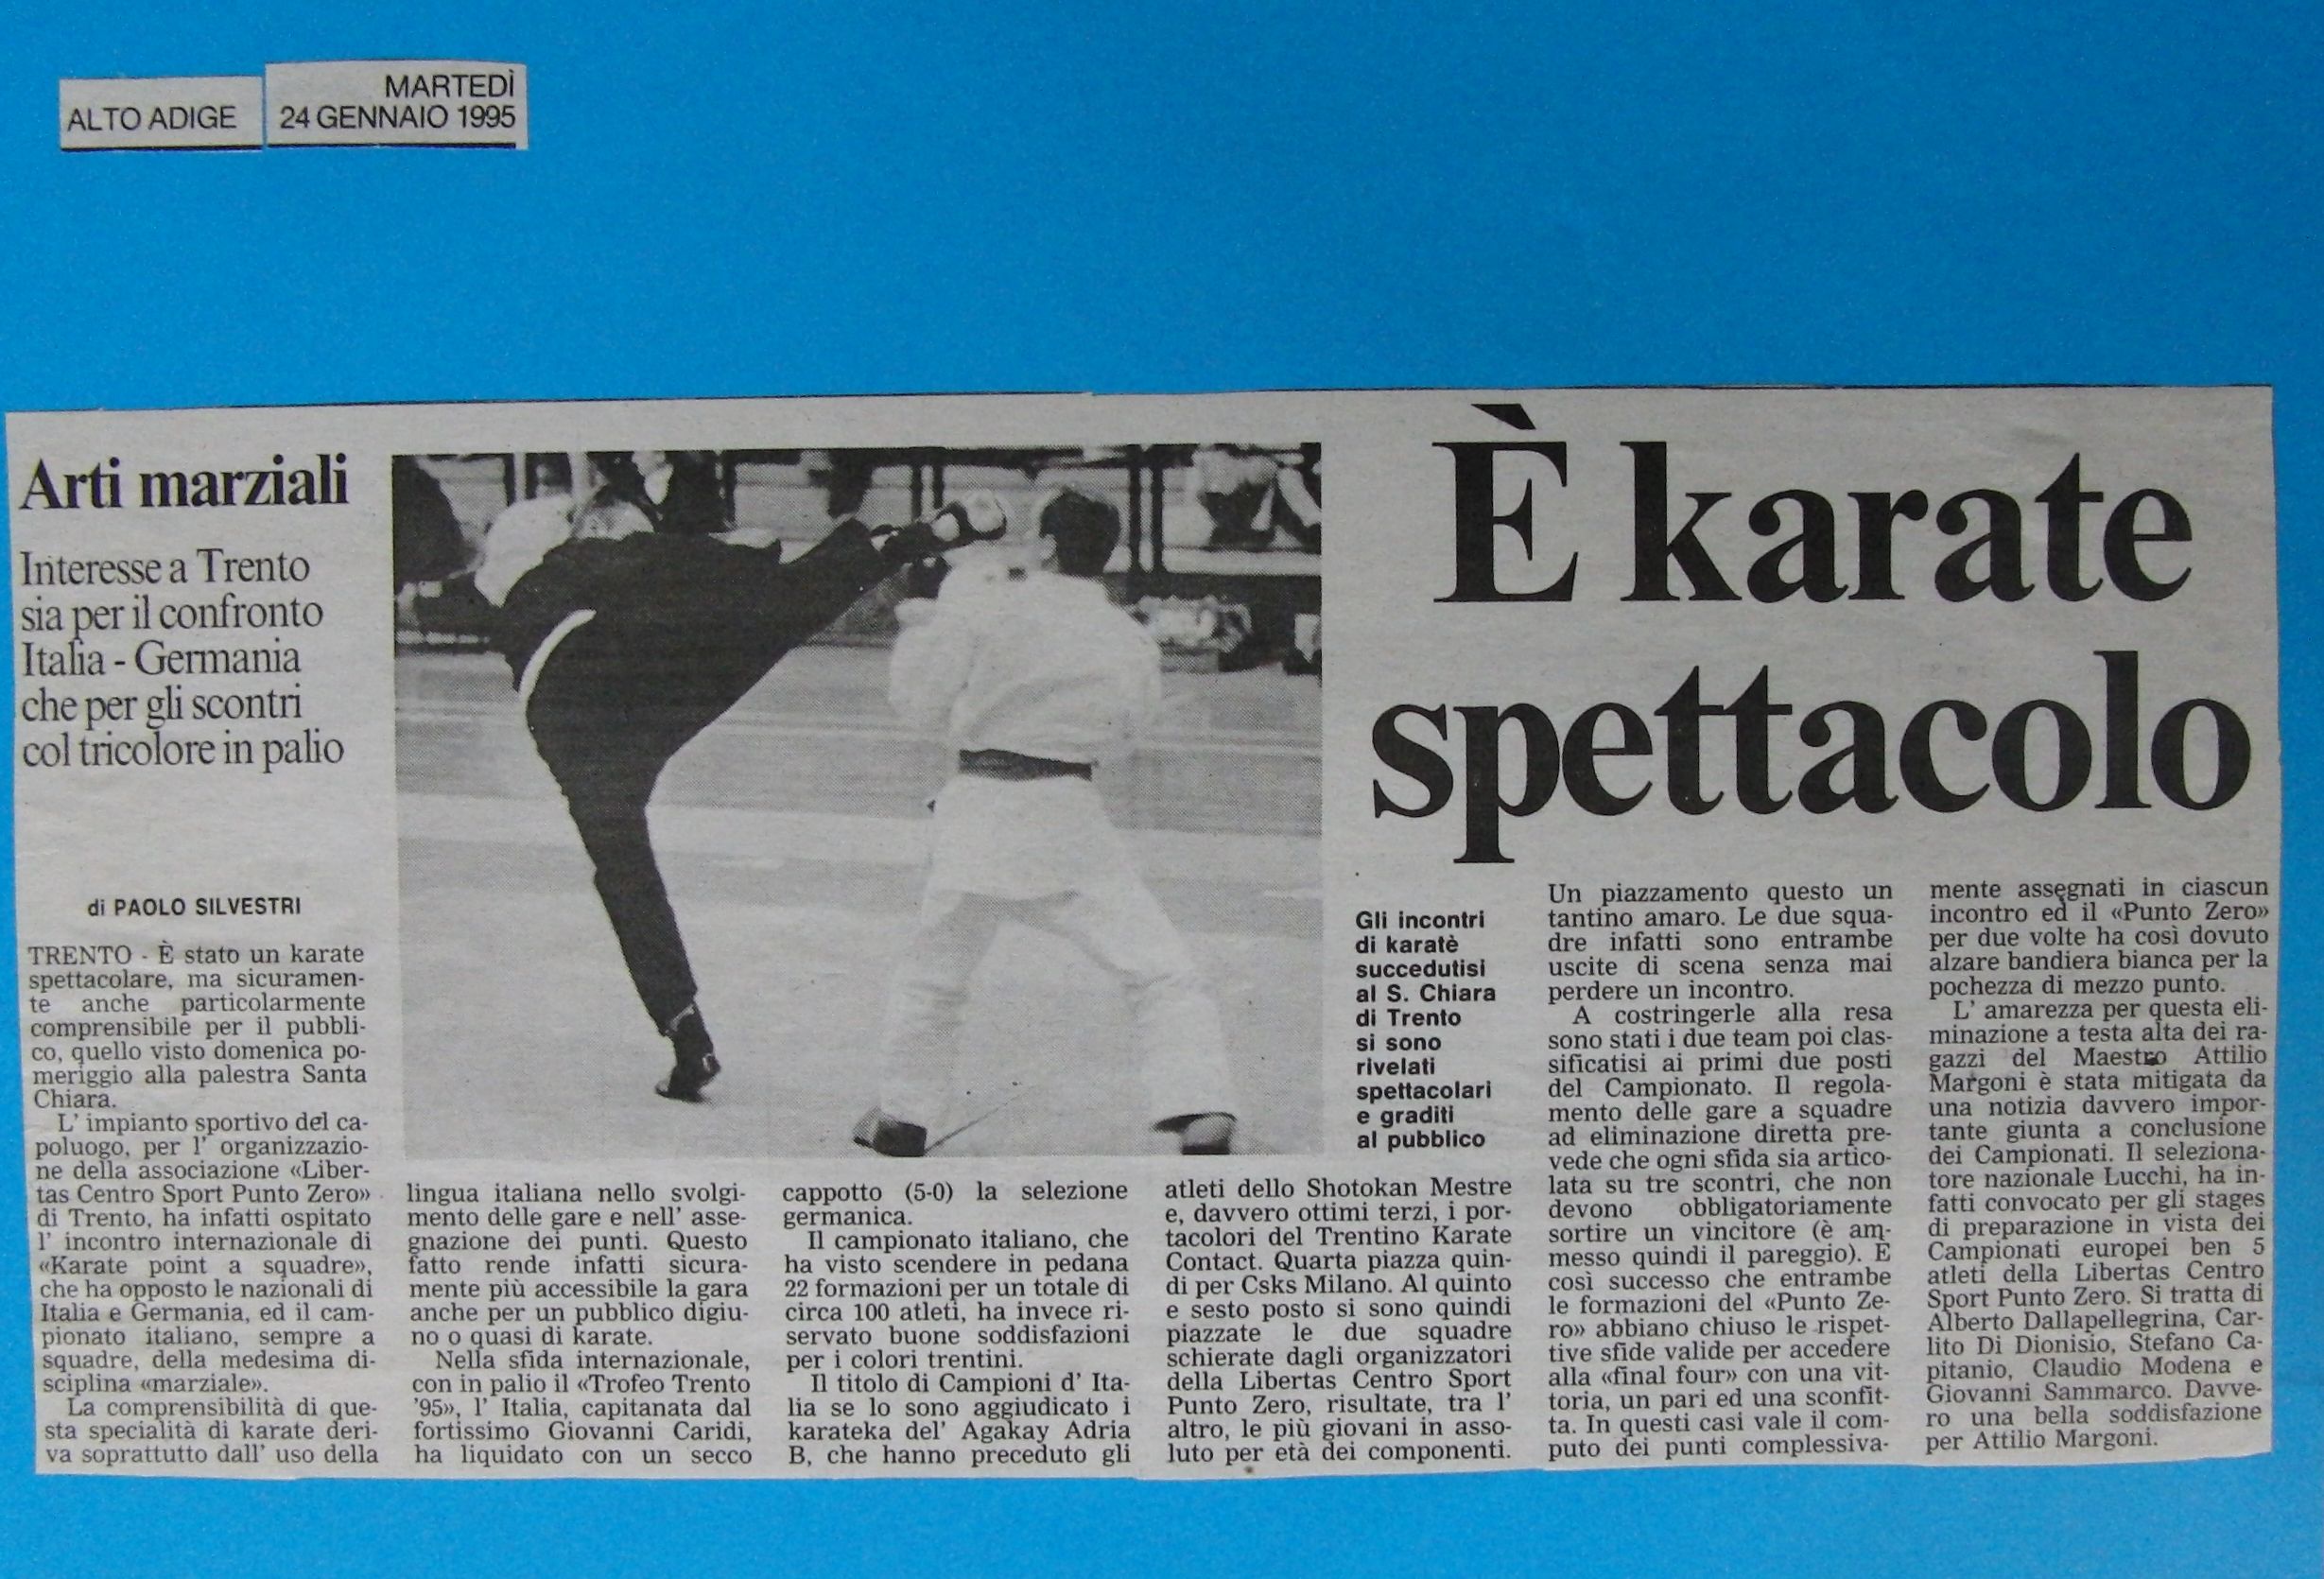 ALTO ADIGE
MARTEDÌ
24 GENNAIO 1995
Arti marziali
Interesse a Trento
sia per il confronto
Italia - Germania
che per gli scontri
col tricolore in palio
È karate
spettacolo
di PAOLO SILVESTRI
TRENTO - È stato un karate
spettacolare, ma sicuramen-
te anche particolarmente
comprensibile per il pubbli-
co, quello visto domenica po-
meriggio alla palestra Santa
Chiara.
L' impianto sportivo del ca-
poluogo, per l' organizzazio-
ne della associazione «Liber-
tas Centro Sport Punto Zero»
di Trento, ha infatti ospitato
l' incontro internazionale di
«Karate point a squadre»,
che ha opposto le nazionali di
Italia e Germania, ed il cam-
pionato italiano, sempre a
squadre, della medesima di-
sciplina «marziale».
La comprensibilità di que-
sta specialità di karate deri-
va soprattutto dall' uso della
lingua italiana nello svolgi-
mento delle gare e nell' asse-
gnazione dei punti. Questo
fatto rende infatti sicura-
mente più accessibile la gara
anche per un pubblico digiu-
no o quasi di karate.
Nella sfida internazionale,
con in palio il «Trofeo Trento
'95», l' Italia, capitanata dal
fortissimo Giovanni Caridi,
ha liquidato con un secco
cappotto (5-0) la selezione
germanica.
Il campionato italiano, che
ha visto scendere in pedana
22 formazioni per un totale di
circa 100 atleti, ha invece ri-
servato buone soddisfazioni
per i colori trentini.
Il titolo di Campioni d' Ita-
lia se lo sono aggiudicato i
karateka del' Agakay Adria
B, che hanno preceduto gli
atleti dello Shotokan Mestre
e, davvero ottimi terzi, i por-
tacolori del Trentino Karate
Contact. Quarta piazza quin-
di per Csks Milano. Al quinto
e sesto posto si sono quindi
piazzate le due squadre
schierate dagli organizzatori
della Libertas Centro Sport
Punto Zero, risultate, tra l'
altro, le più giovani in asso-
luto per età dei componenti.
Gli incontri
di karatè
succedutisi
al S. Chiara
di Trento
si sono
rivelati
spettacolari
e graditi
al pubblico
Un piazzamento questo un
tantino amaro. Le due squa-
dre infatti sono entrambe
uscite di scena senza mai
perdere un incontro.
A costringerle alla resa
sono stati i due team poi clas-
sificatisi ai primi due posti
del Campionato. Il regola-
mento delle gare a squadre
ad eliminazione diretta pre-
vede che ogni sfida sia artico-
lata su tre scontri, che non
devono obbligatoriamente
sortire un vincitore (è am-
messo quindi il pareggio). È
così successo che entrambe
le formazioni del «Punto Ze-
ro» abbiano chiuso le rispet-
tive sfide valide per accedere
alla «final four» con una vit-
toria, un pari ed una sconfit-
ta. In questi casi vale il com-
puto dei punti complessiva-
mente assegnati in ciascun
incontro ed il «Punto Zero»
per due volte ha così dovuto
alzare bandiera bianca per la
pochezza di mezzo punto.
L' amarezza per questa eli-
minazione a testa alta dei ra-
gazzi del Maestro Attilio
Margoni è stata mitigata da
una notizia davvero impor-
tante giunta a conclusione
dei Campionati. Il seleziona-
tore nazionale Lucchi, ha in-
fatti convocato per gli stages
di preparazione in vista dei
Campionati europei ben 5
atleti della Libertas Centro
Sport Punto Zero. Si tratta di
Alberto Dallapellegrina, Car-
lito Di Dionisio, Stefano Ca-
pitanio, Claudio Modena e
Giovanni Sammarco. Davve-
ro una bella soddisfazione
per Attilio Margoni.